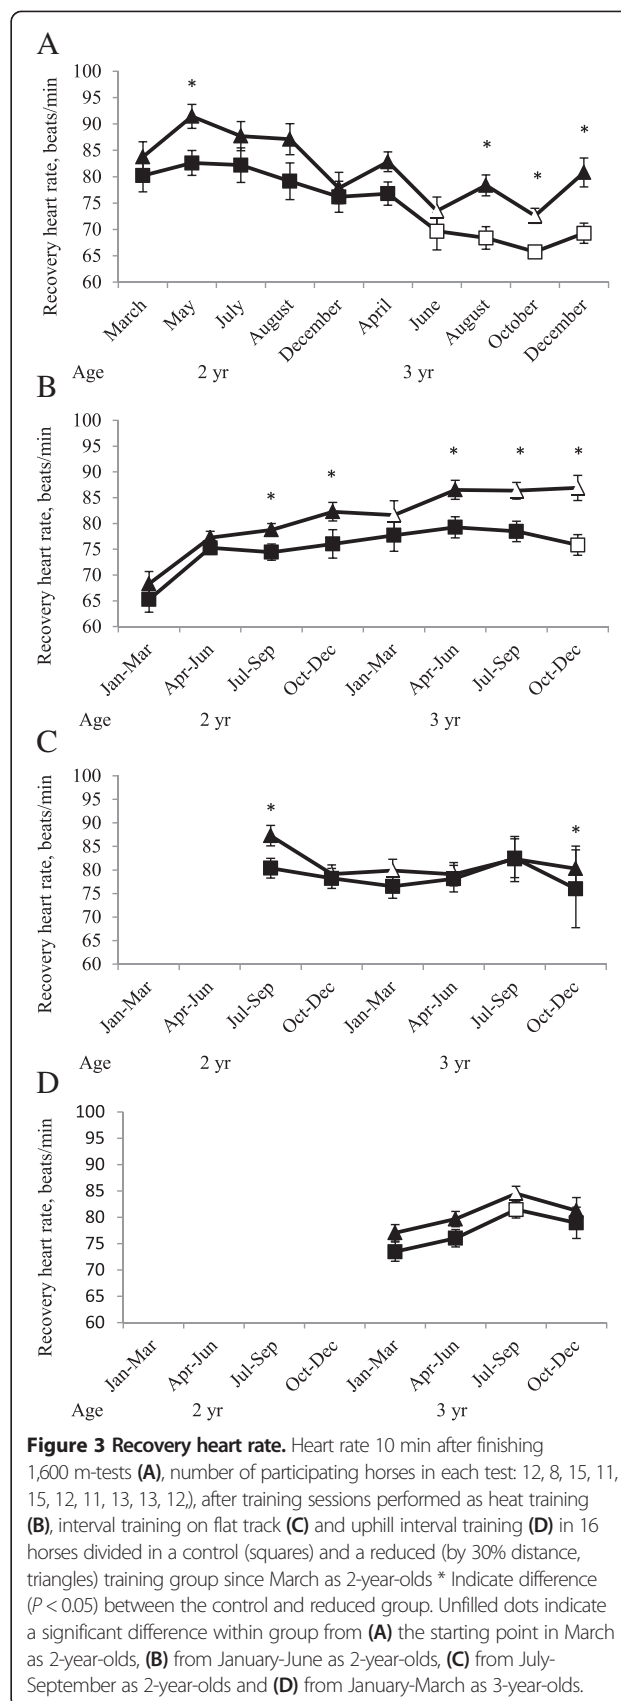 A
Recovery heart rate, beats/min
100
95
90
85
80
75
70
65
60
* * * *
March May July August December April June August October December
Age 2 yr 3 yr
B
Recovery heart rate, beats/min
100
95
90
85
80
75
70
65
60
* * * * *
Jan-Mar Apr-Jun Jul-Sep Oct-Dec Jan-Mar Apr-Jun Jul-Sep Oct-Dec
Age 2 yr 3 yr
C
Recovery heart rate, beats/min
100
95
90
85
80
75
70
65
60
* *
Jan-Mar Apr-Jun Jul-Sep Oct-Dec Jan-Mar Apr-Jun Jul-Sep Oct-Dec
Age 2 yr 3 yr
D
Recovery heart rate, beats/min
100
95
90
85
80
75
70
65
60
Jan-Mar Apr-Jun Jul-Sep Oct-Dec Jan-Mar Apr-Jun Jul-Sep Oct-Dec
Age 2 yr 3 yr
Figure 3 Recovery heart rate. Heart rate 10 min after finishing
1,600 m-tests (A), number of participating horses in each test: 12, 8, 15, 11,
15, 12, 11, 13, 13, 12,), after training sessions performed as heat training
(B), interval training on flat track (C) and uphill interval training (D) in 16
horses divided in a control (squares) and a reduced (by 30% distance,
triangles) training group since March as 2-year-olds * Indicate difference
(P < 0.05) between the control and reduced group. Unfilled dots indicate
a significant difference within group from (A) the starting point in March
as 2-year-olds, (B) from January-June as 2-year-olds, (C) from July-
September as 2-year-olds and (D) from January-March as 3-year-olds.